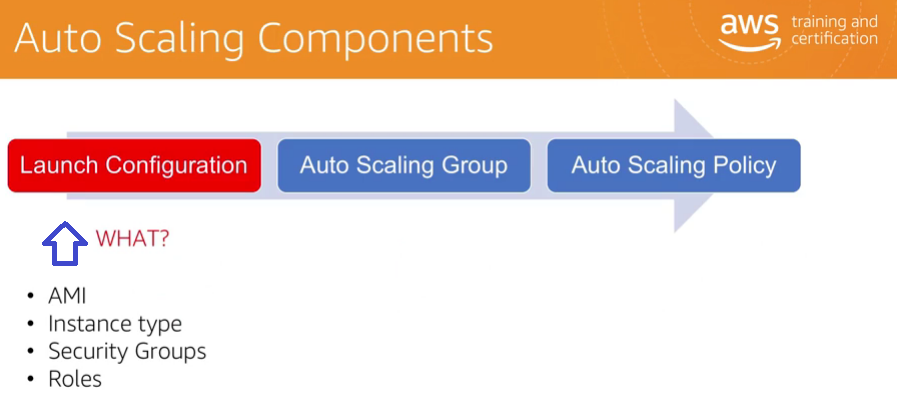 Auto Scaling Components
aws training and
certification
Launch Configuration
Auto Scaling Group
Auto Scaling Policy
WHAT?
• AMI
• Instance type
• Security Groups
• Roles